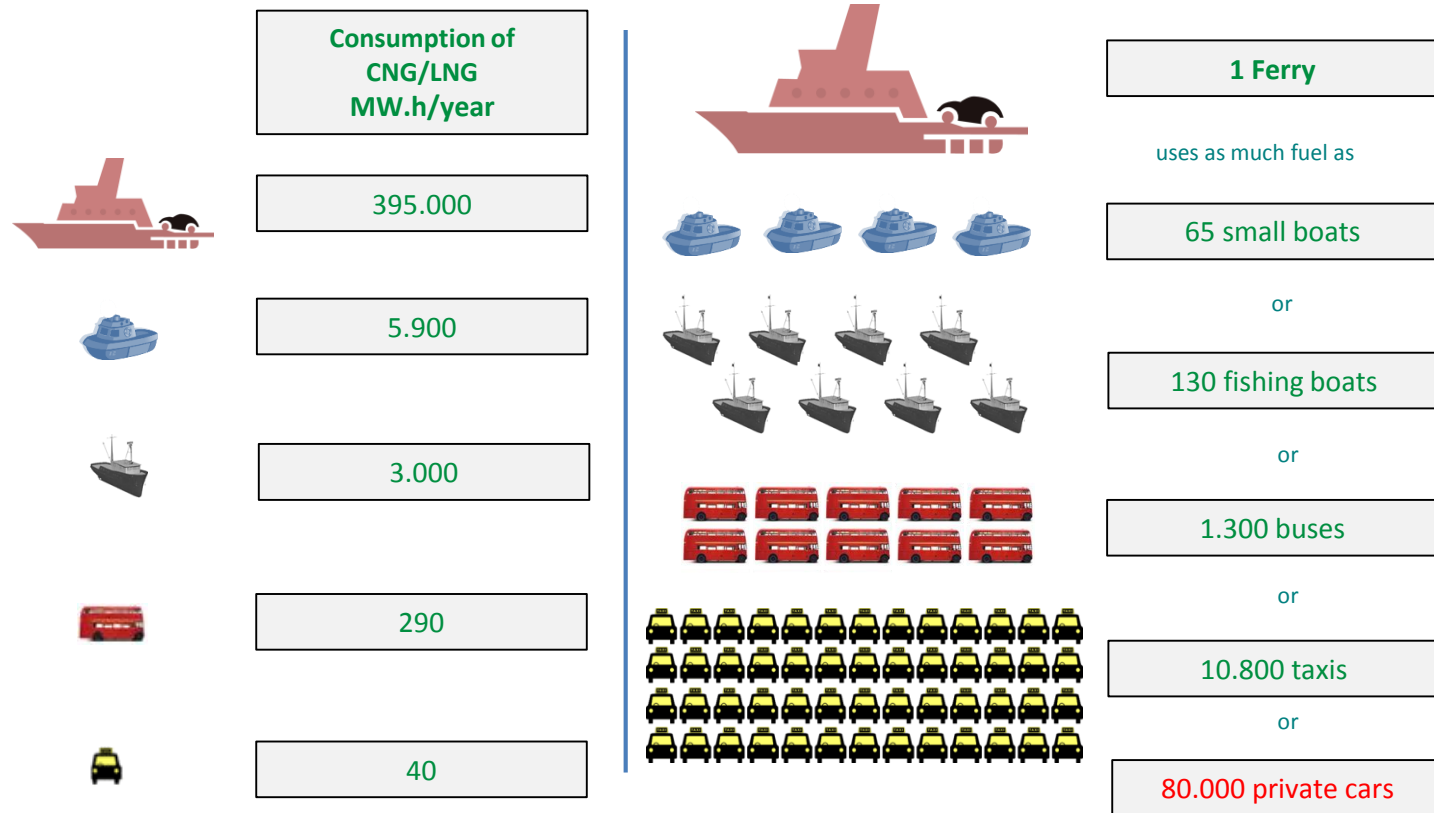 Consumption of
CNG/LNG
MW.h/year
395.000
5.900
3.000
290
40
1 Ferry
uses as much fuel as
65 small boats
or
130 fishing boats
or
1.300 buses
or
10.800 taxis
or
80.000 private cars